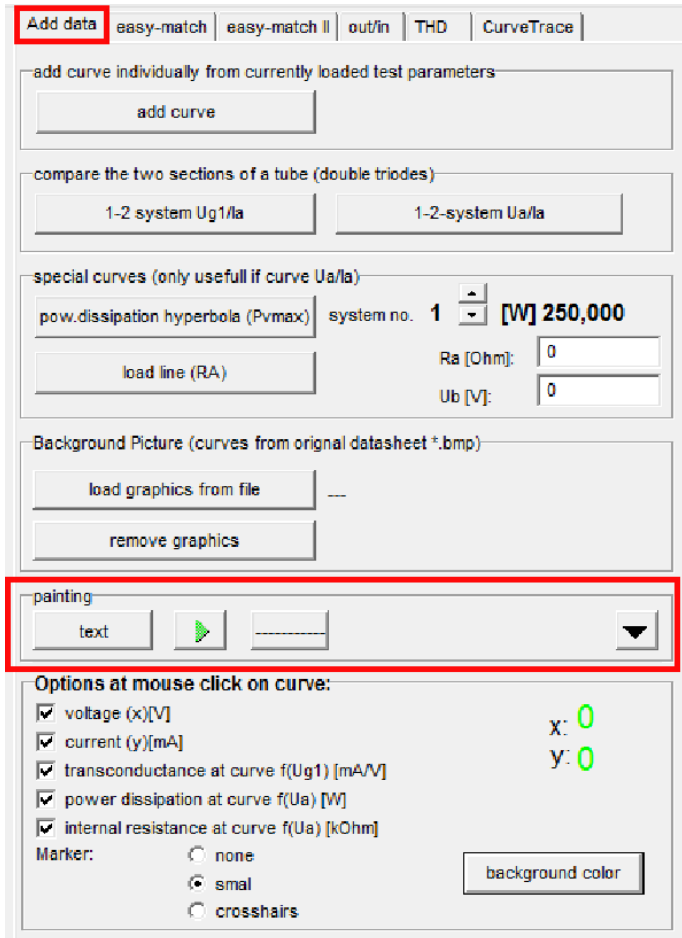 Add data easy-match easy-match II out/in THD CurveTrace
add curve individually from currently loaded test parameters
add curve
compare the two sections of a tube (double triodes)
1-2 system Ug1/Ia 1-2-system Ua/Ia
special curves (only usefull if curve Ua/Ia)
pow.dissipation hyperbola (Pvmax) system no. 1 [W] 250,000
load line (RA) Ra [Ohm]: 0
Ub [V]: 0
Background Picture (curves from orignal datasheet *.bmp)
load graphics from file ---
remove graphics
painting
text ------------
Options at mouse click on curve:
voltage (x)[V]
current (y)[mA]
x: 0
transconductance at curve f(Ug1) [mA/V]
y: 0
power dissipation at curve f(Ua) [W]
internal resistance at curve f(Ua) [kOhm]
Marker: none
smal
crosshairs
background color